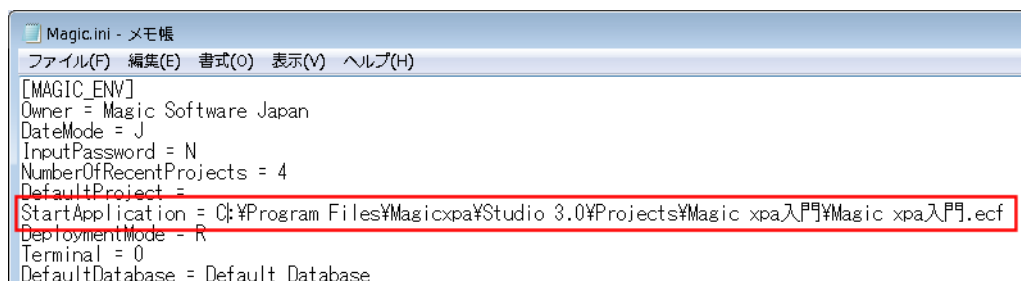 Magic.ini - メモ帳
ファイル(F) 編集(E) 書式(O) 表示(V) ヘルプ(H)
[MAGIC_ENV]
Owner = Magic Software Japan
DateMode = J
InputPassword = N
NumberOfRecentProjects = 4
DefaultProject =
StartApplication = C:¥Program Files¥Magicxpa¥Studio 3.0¥Projects¥Magic xpa入門¥Magic xpa入門.ecf
DeploymentMode = R
Terminal = 0
DefaultDatabase = Default Database